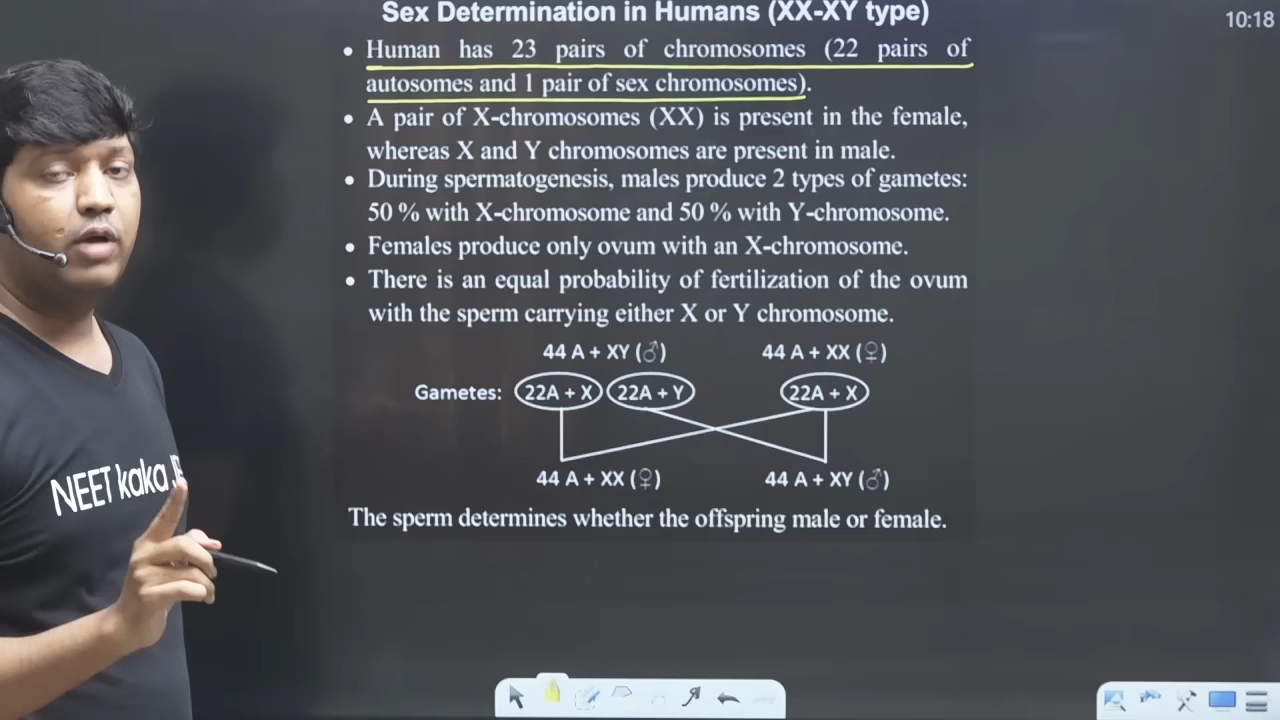 Sex Determination in Humans (XX-XY type)
10:18
• Human has 23 pairs of chromosomes (22 pairs of
autosomes and 1 pair of sex chromosomes).
• A pair of X-chromosomes (XX) is present in the female,
whereas X and Y chromosomes are present in male.
• During spermatogenesis, males produce 2 types of gametes:
50 % with X-chromosome and 50 % with Y-chromosome.
• Females produce only ovum with an X-chromosome.
• There is an equal probability of fertilization of the ovum
with the sperm carrying either X or Y chromosome.
44 A + XY (♂) 44 A + XX (♀)
Gametes: 22A + X 22A + Y 22A + X
44 A + XX (♀) 44 A + XY (♂)
The sperm determines whether the offspring male or female.
NEET kaka